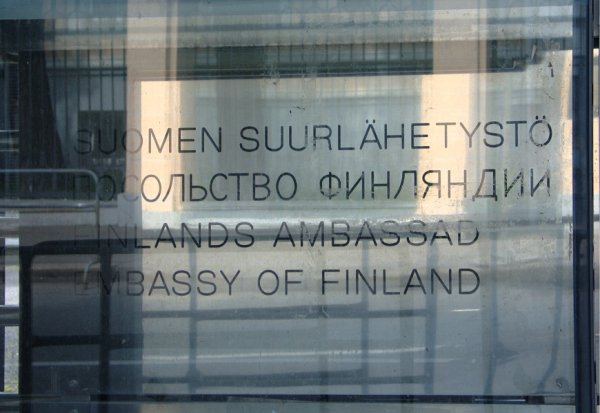 SUOMEN SUURLÄHETYSTÖ
ПОСОЛЬСТВО ФИНЛЯНДИИ
FINLANDS AMBASSAD
EMBASSY OF FINLAND